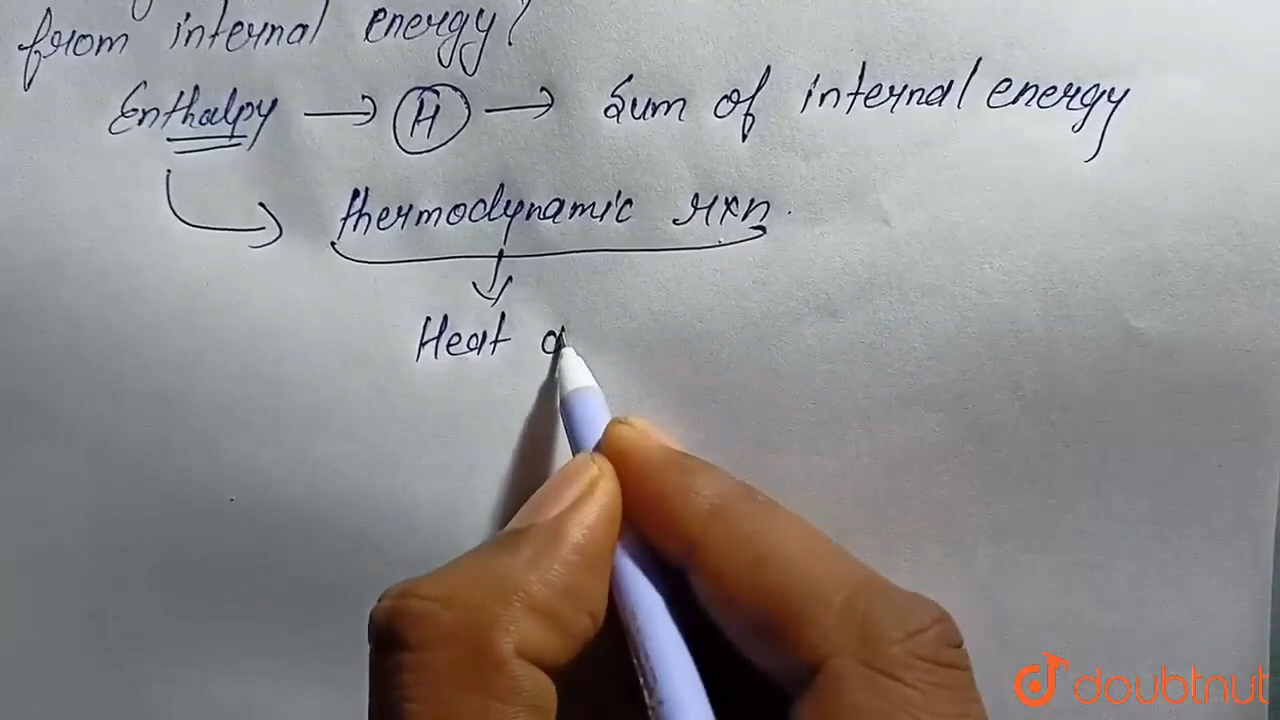 from internal energy?
Enthalpy → H → Sum of internal energy
thermodynamic rxn.
Heat a
doubtnut